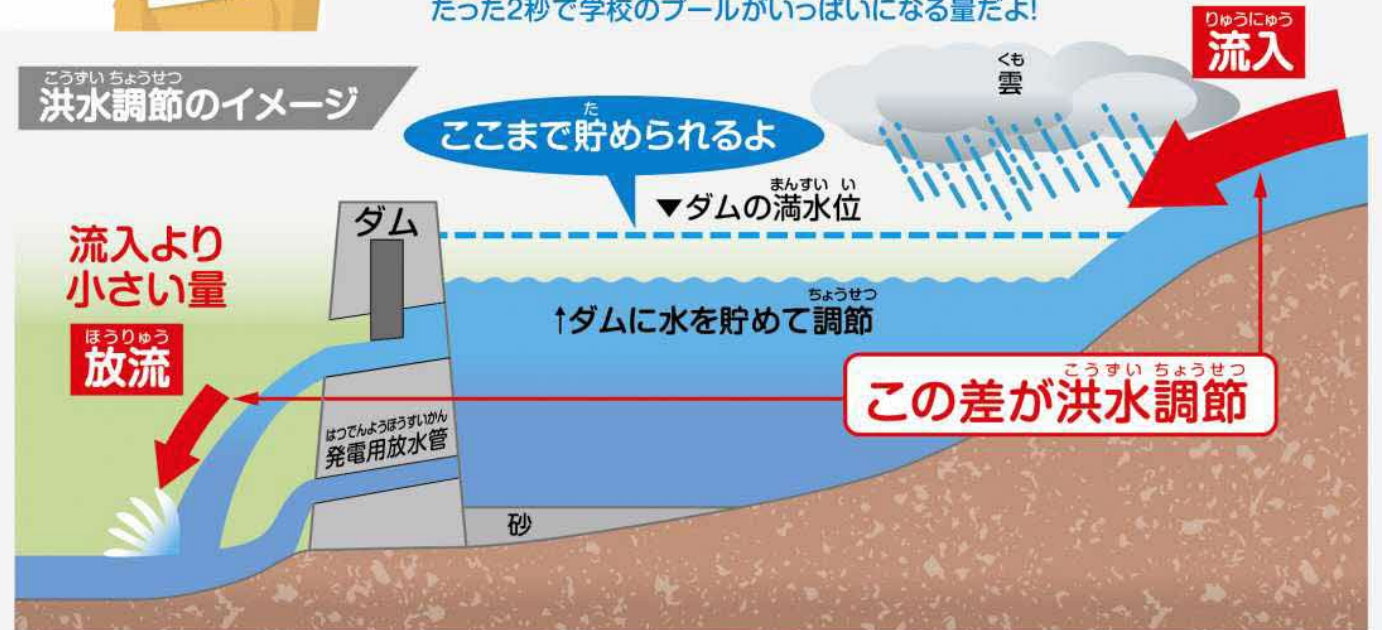 たった2秒で学校のプールがいっぱいになる量だよ!
りゅうにゅう
流入
こうずい ちょうせつ
洪水調節のイメージ
くも
雲
た
ここまで貯められるよ
まんすい い
▼ダムの満水位
ダム
流入より
小さい量
ほうりゅう
放流
ちょうせつ
↑ダムに水を貯めて調節
こうずい ちょうせつ
この差が洪水調節
はつでんようほうすいかん
発電用放水管
砂